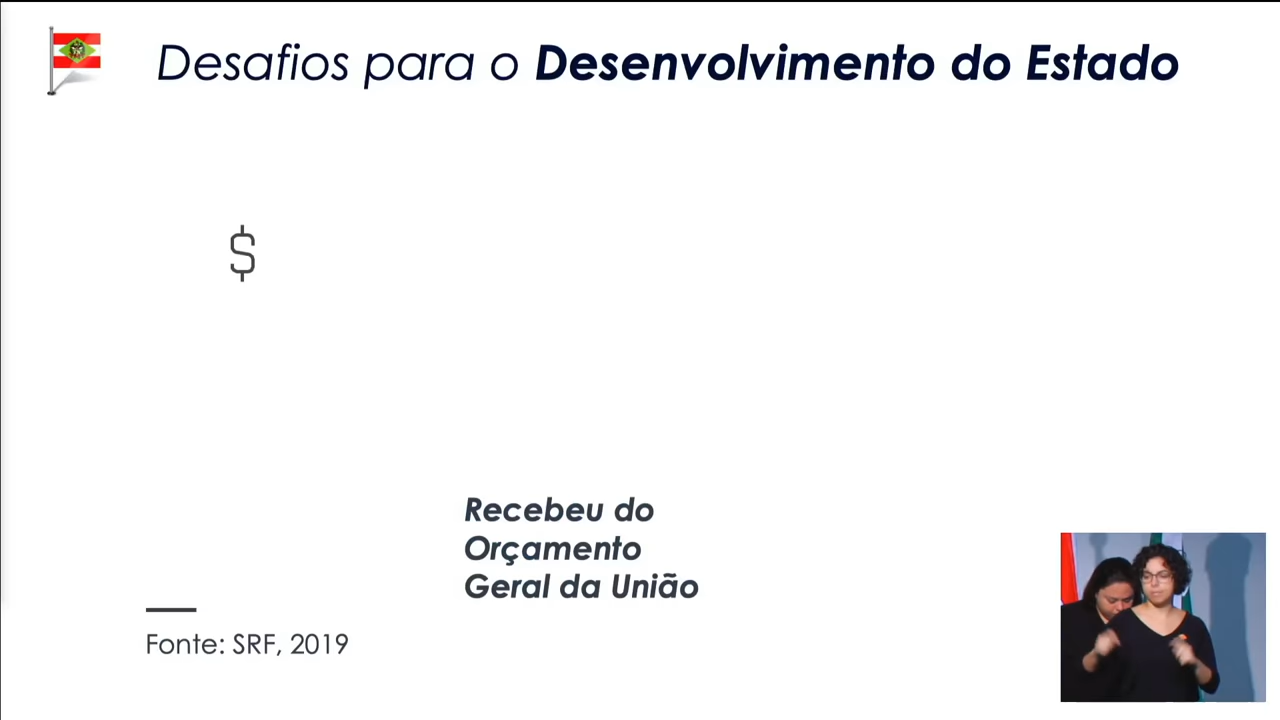 Desafios para o Desenvolvimento do Estado
$
Recebeu do
Orçamento
Geral da União
Fonte: SRF, 2019